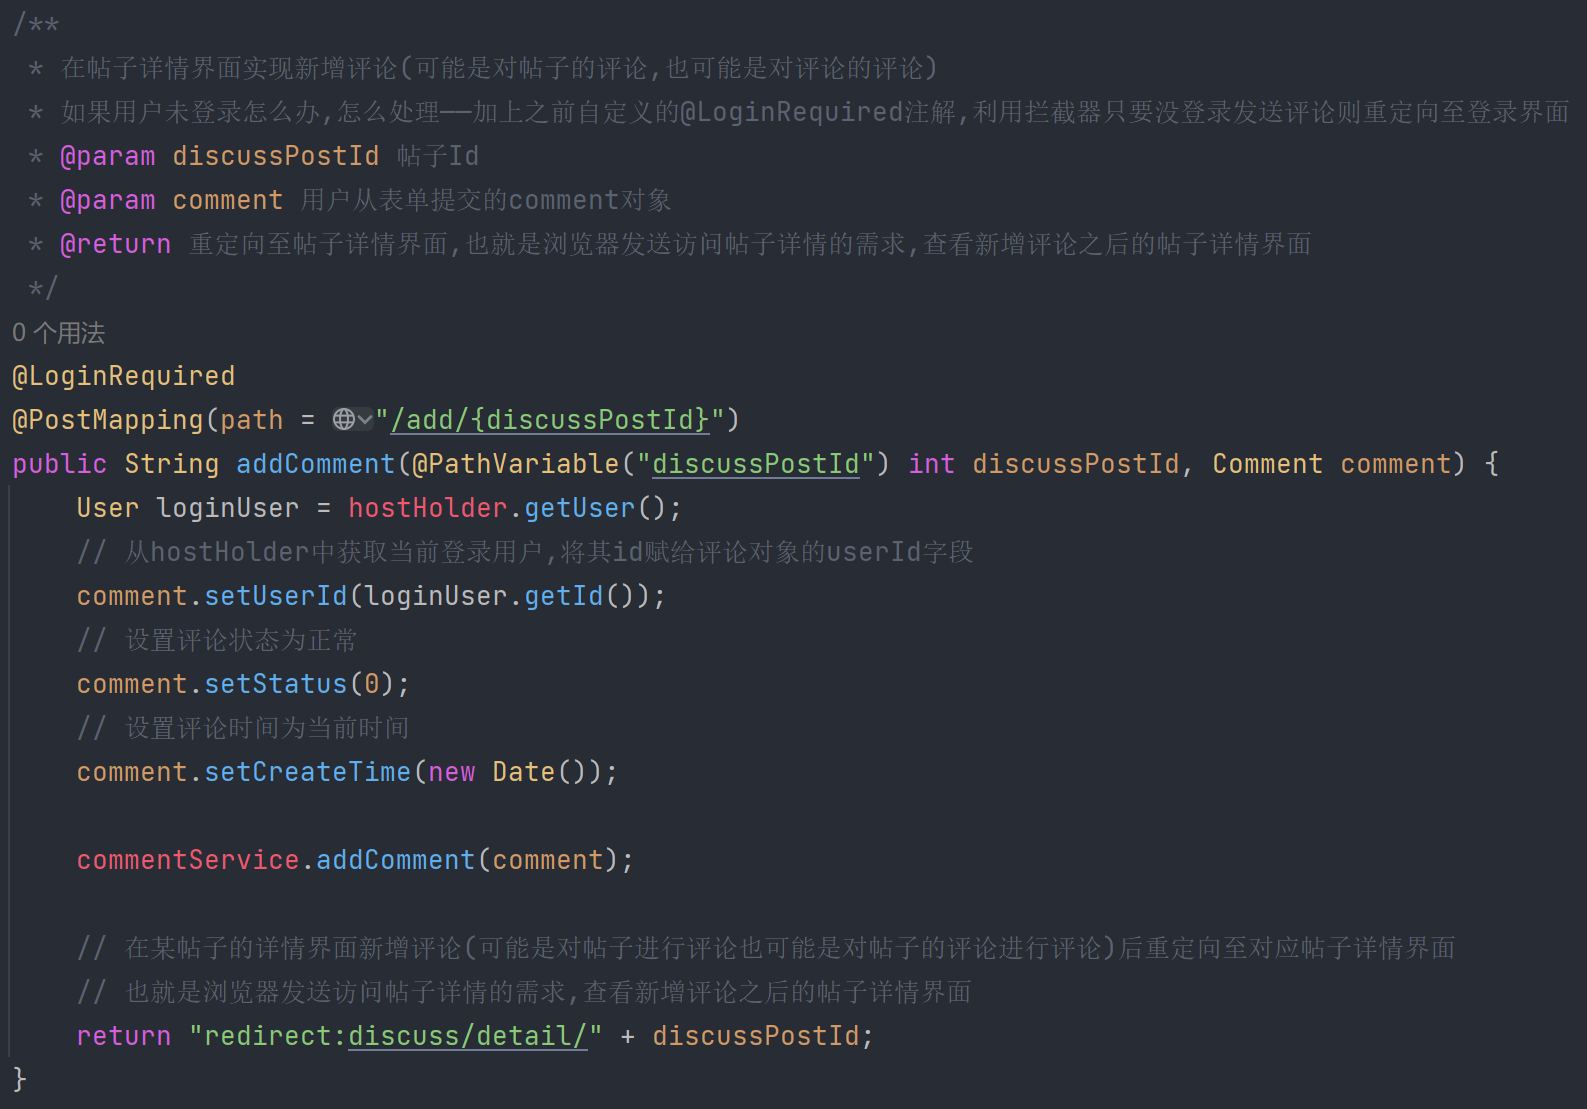 /**
 * 在帖子详情界面实现新增评论(可能是对帖子的评论,也可能是对评论的评论)
 * 如果用户未登录怎么办,怎么处理——加上之前自定义的@LoginRequired注解,利用拦截器只要没登录发送评论则重定向至登录界面
 * @param discussPostId 帖子Id
 * @param comment 用户从表单提交的comment对象
 * @return 重定向至帖子详情界面,也就是浏览器发送访问帖子详情的需求,查看新增评论之后的帖子详情界面
 */
0 个用法
@LoginRequired
@PostMapping(path = "/add/{discussPostId}")
public String addComment(@PathVariable("discussPostId") int discussPostId, Comment comment) {
    User loginUser = hostHolder.getUser();
    // 从hostHolder中获取当前登录用户,将其id赋给评论对象的userId字段
    comment.setUserId(loginUser.getId());
    // 设置评论状态为正常
    comment.setStatus(0);
    // 设置评论时间为当前时间
    comment.setCreateTime(new Date());
    commentService.addComment(comment);
    // 在某帖子的详情界面新增评论(可能是对帖子进行评论也可能是对帖子的评论进行评论)后重定向至对应帖子详情界面
    // 也就是浏览器发送访问帖子详情的需求,查看新增评论之后的帖子详情界面
    return "redirect:discuss/detail/" + discussPostId;
}